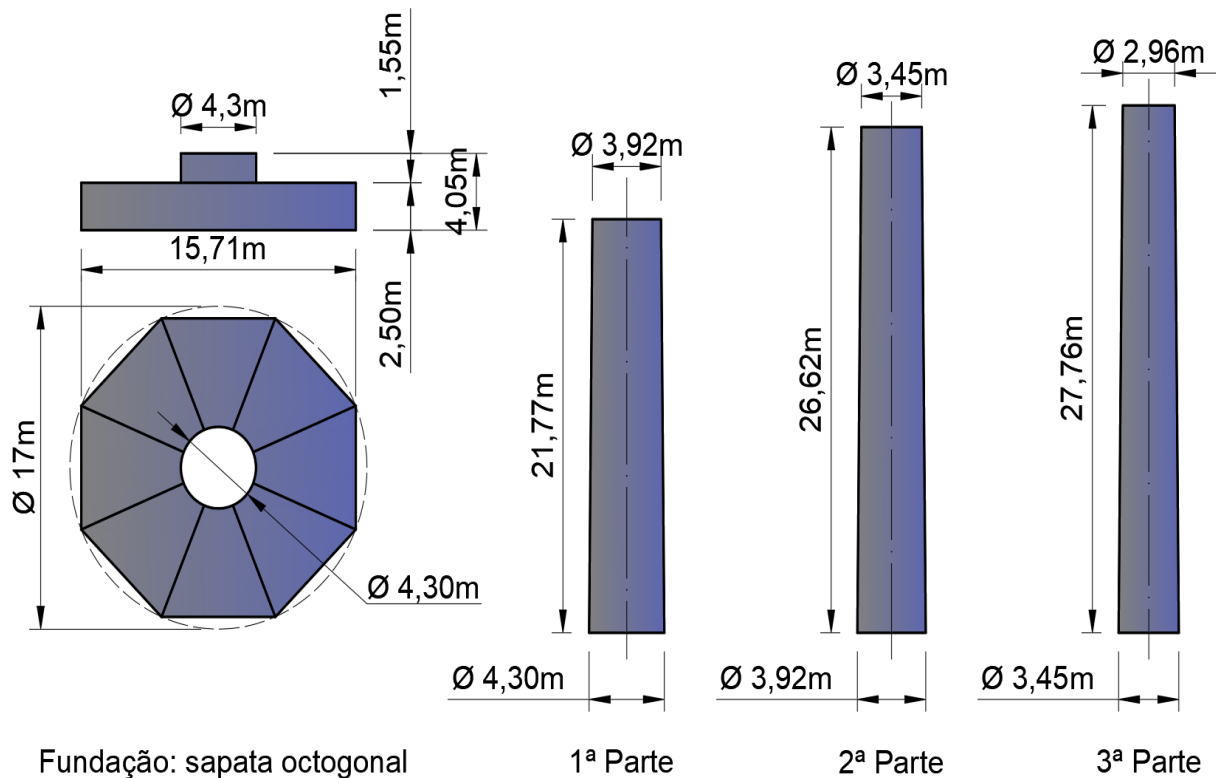 Ø 4,3m
1,55m
4,05m
2,50m
15,71m
Ø 17m
Ø 4,30m
Fundação: sapata octogonal
Ø 3,92m
21,77m
Ø 4,30m
1ª Parte
Ø 3,45m
26,62m
Ø 3,92m
2ª Parte
Ø 2,96m
27,76m
Ø 3,45m
3ª Parte